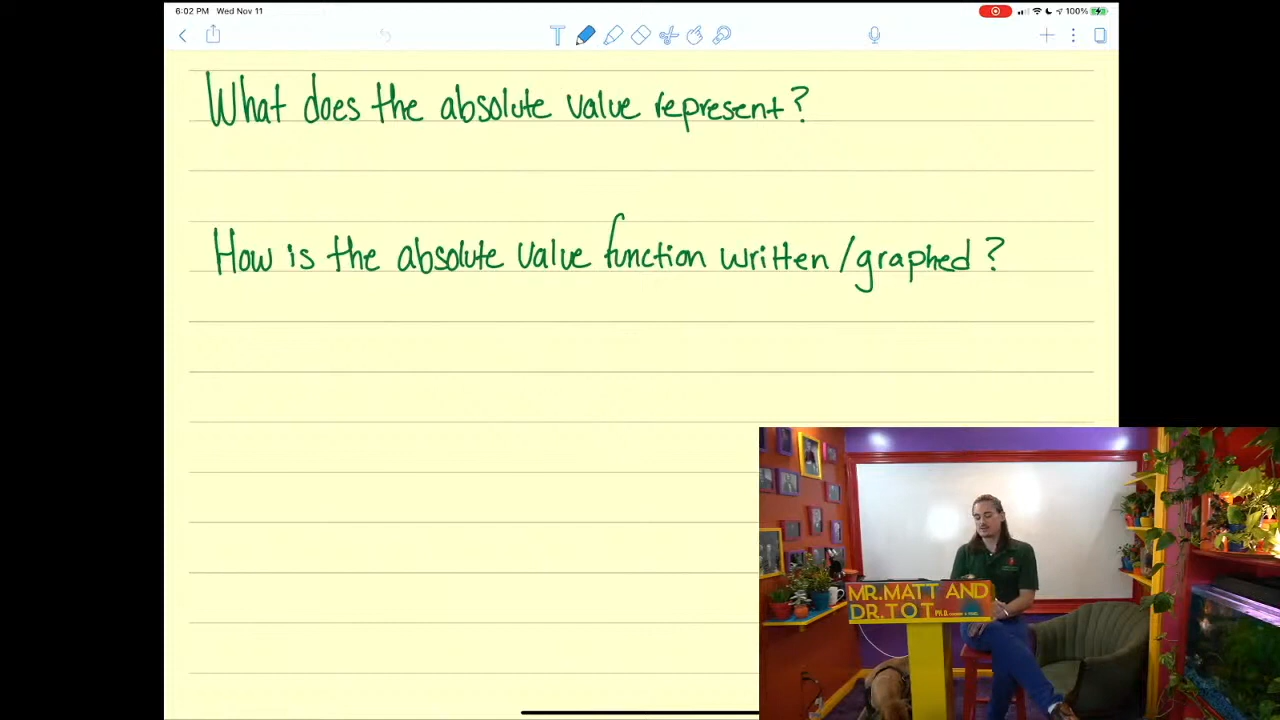 6:02 PM Wed Nov 11
100%
T
What does the absolute value represent?
How is the absolute value function written/graphed?
MR.MATT AND
DR.TOT PH.D.